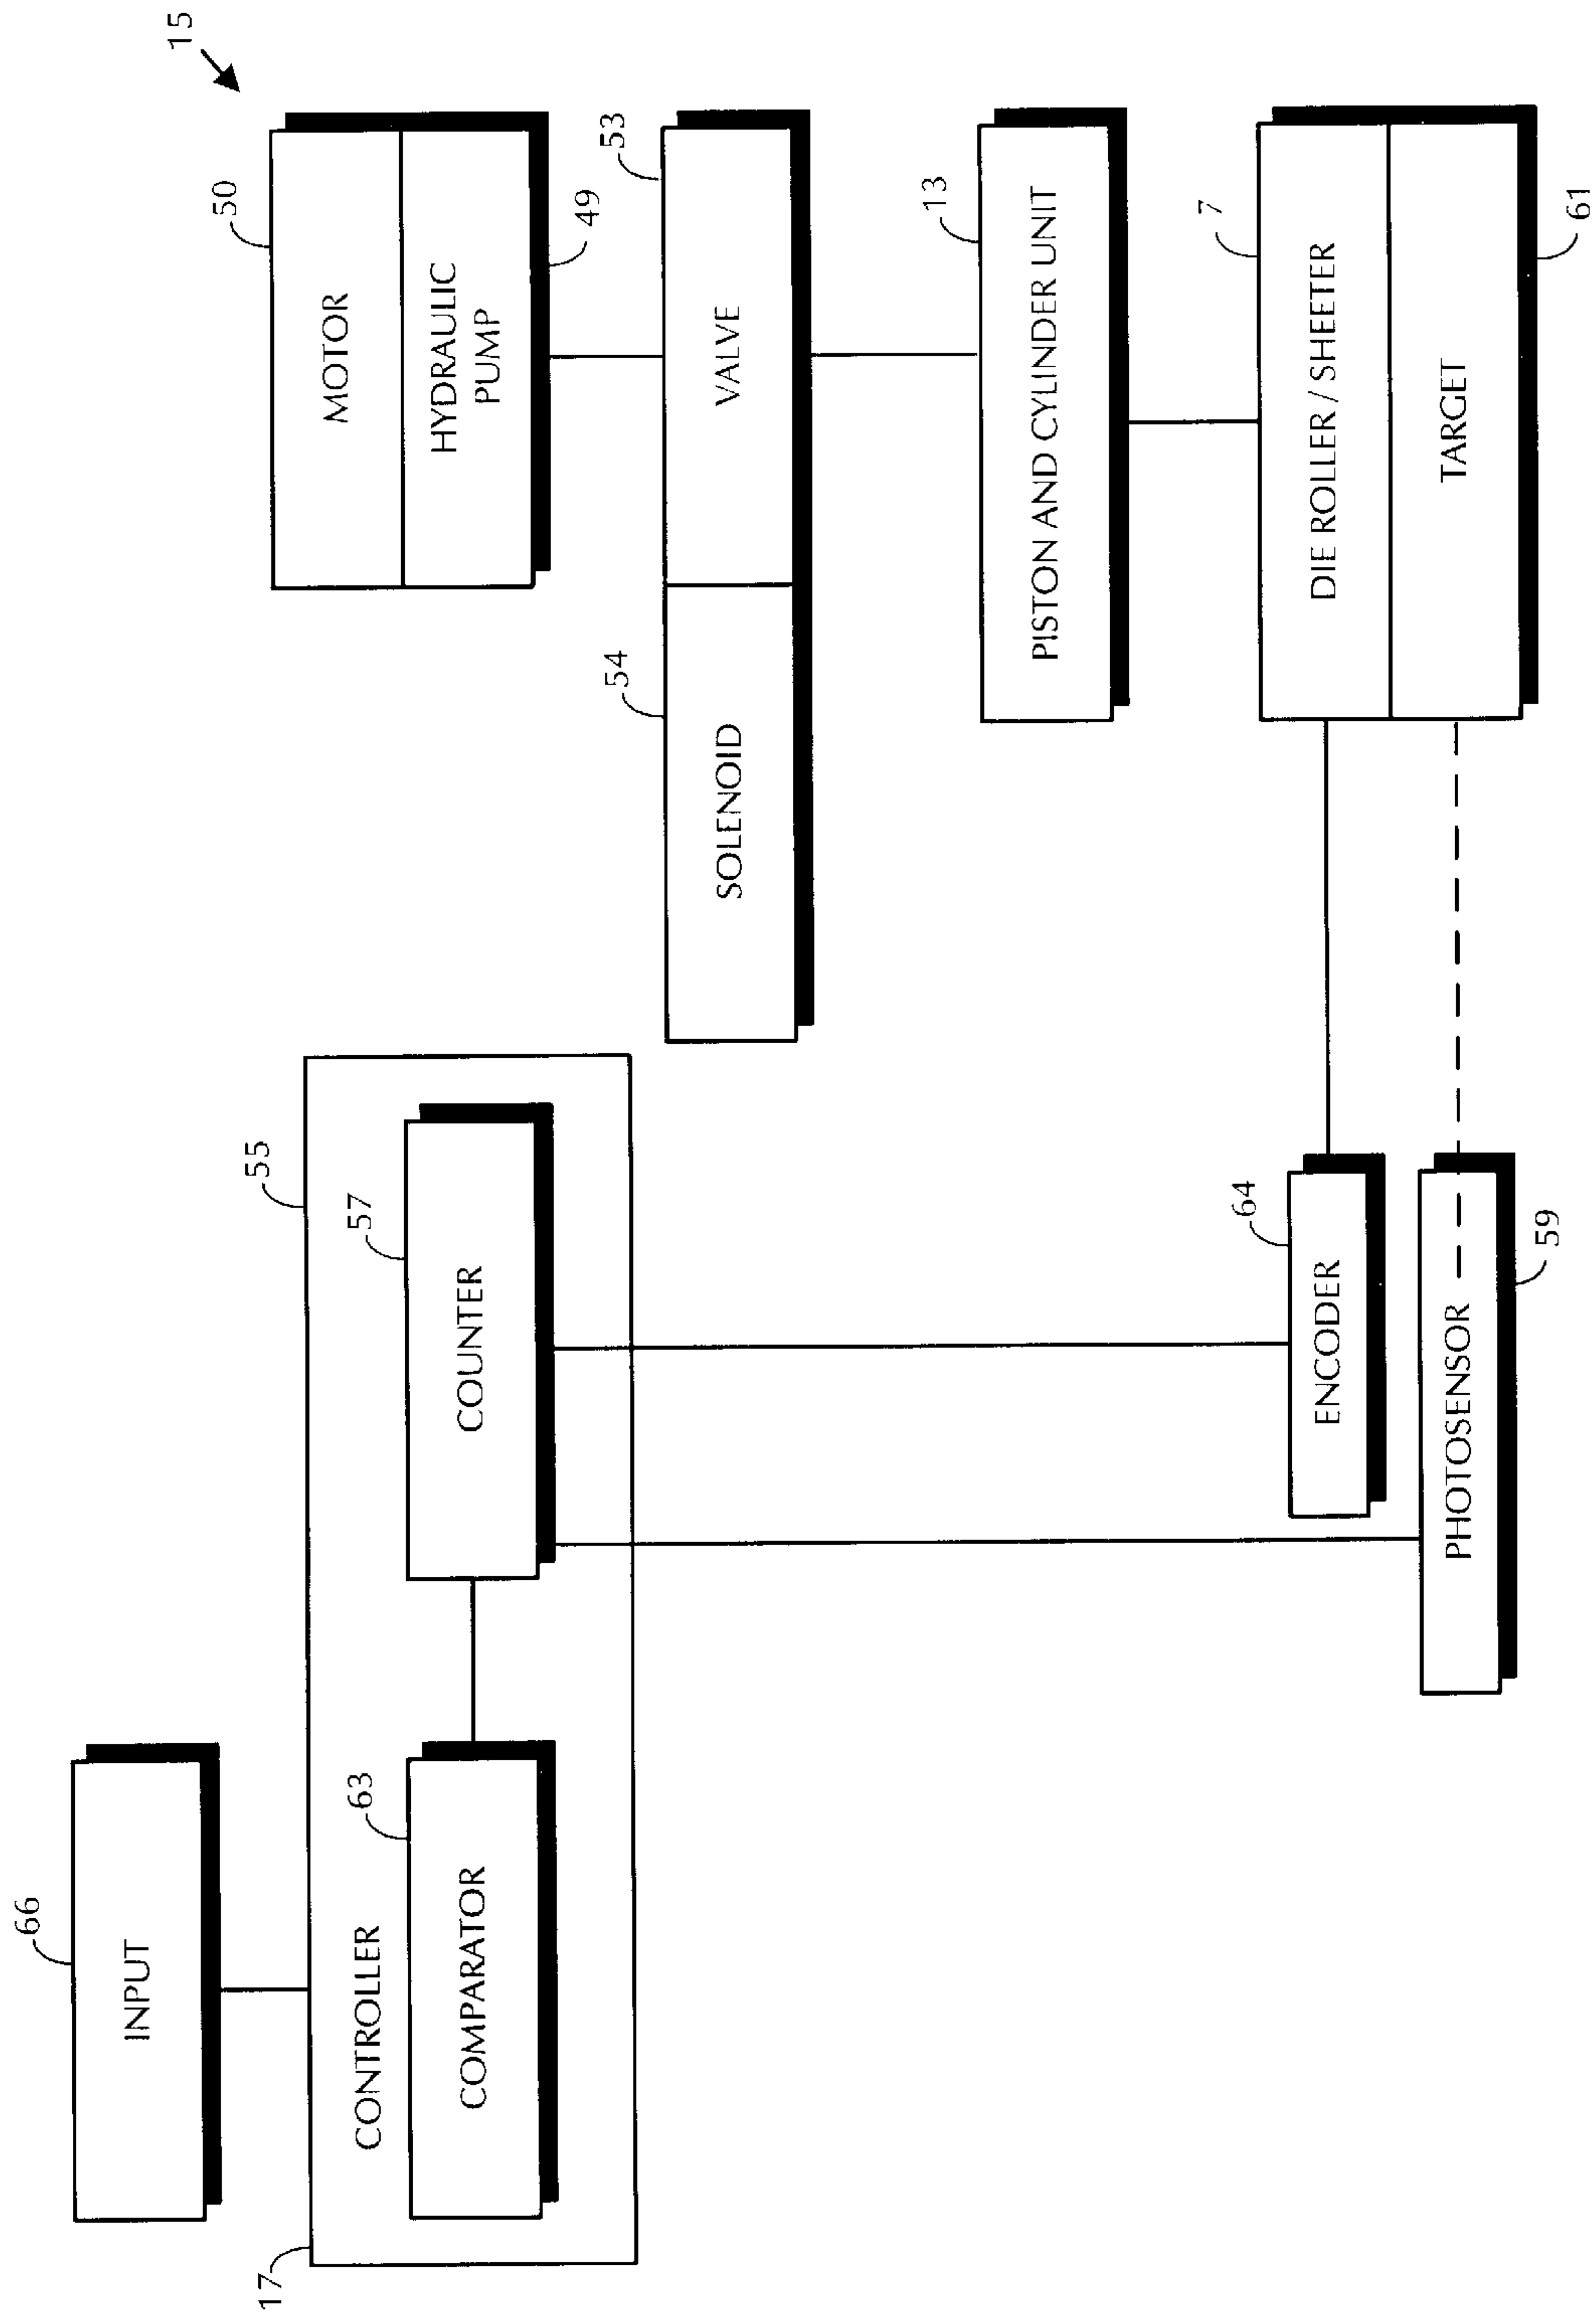 15
66
INPUT
17
CONTROLLER
55
63
COMPARATOR
57
COUNTER
50
MOTOR
HYDRAULIC
PUMP
49
54
SOLENOID
53
VALVE
13
PISTON AND CYLINDER UNIT
64
ENCODER
7
DIE ROLLER / SHEETER
PHOTOSENSOR
59
TARGET
61